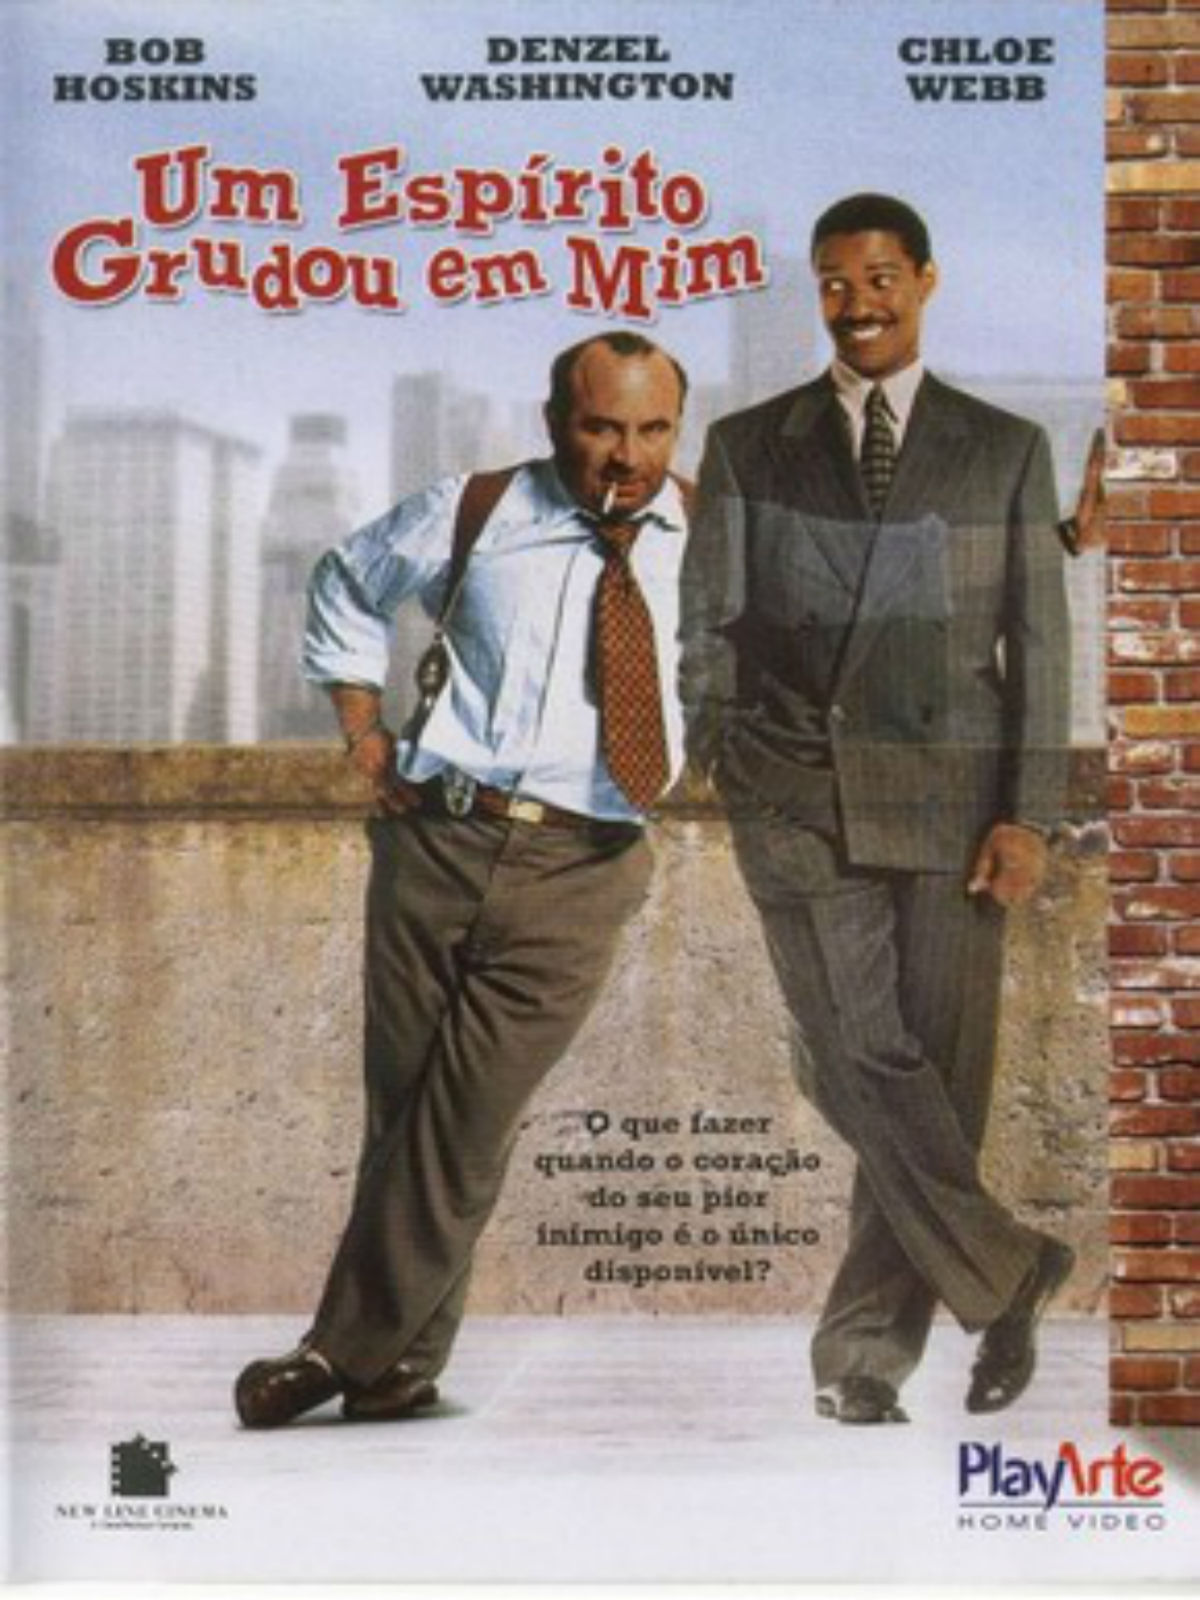 BOB
HOSKINS
DENZEL
WASHINGTON
CHLOE
WEBB
Um Espírito
Grudou em Mim
O que fazer
quando o coração
do seu pior
inimigo é o único
disponível?
NEW LINE CINEMA
PlayArte
HOME VIDEO